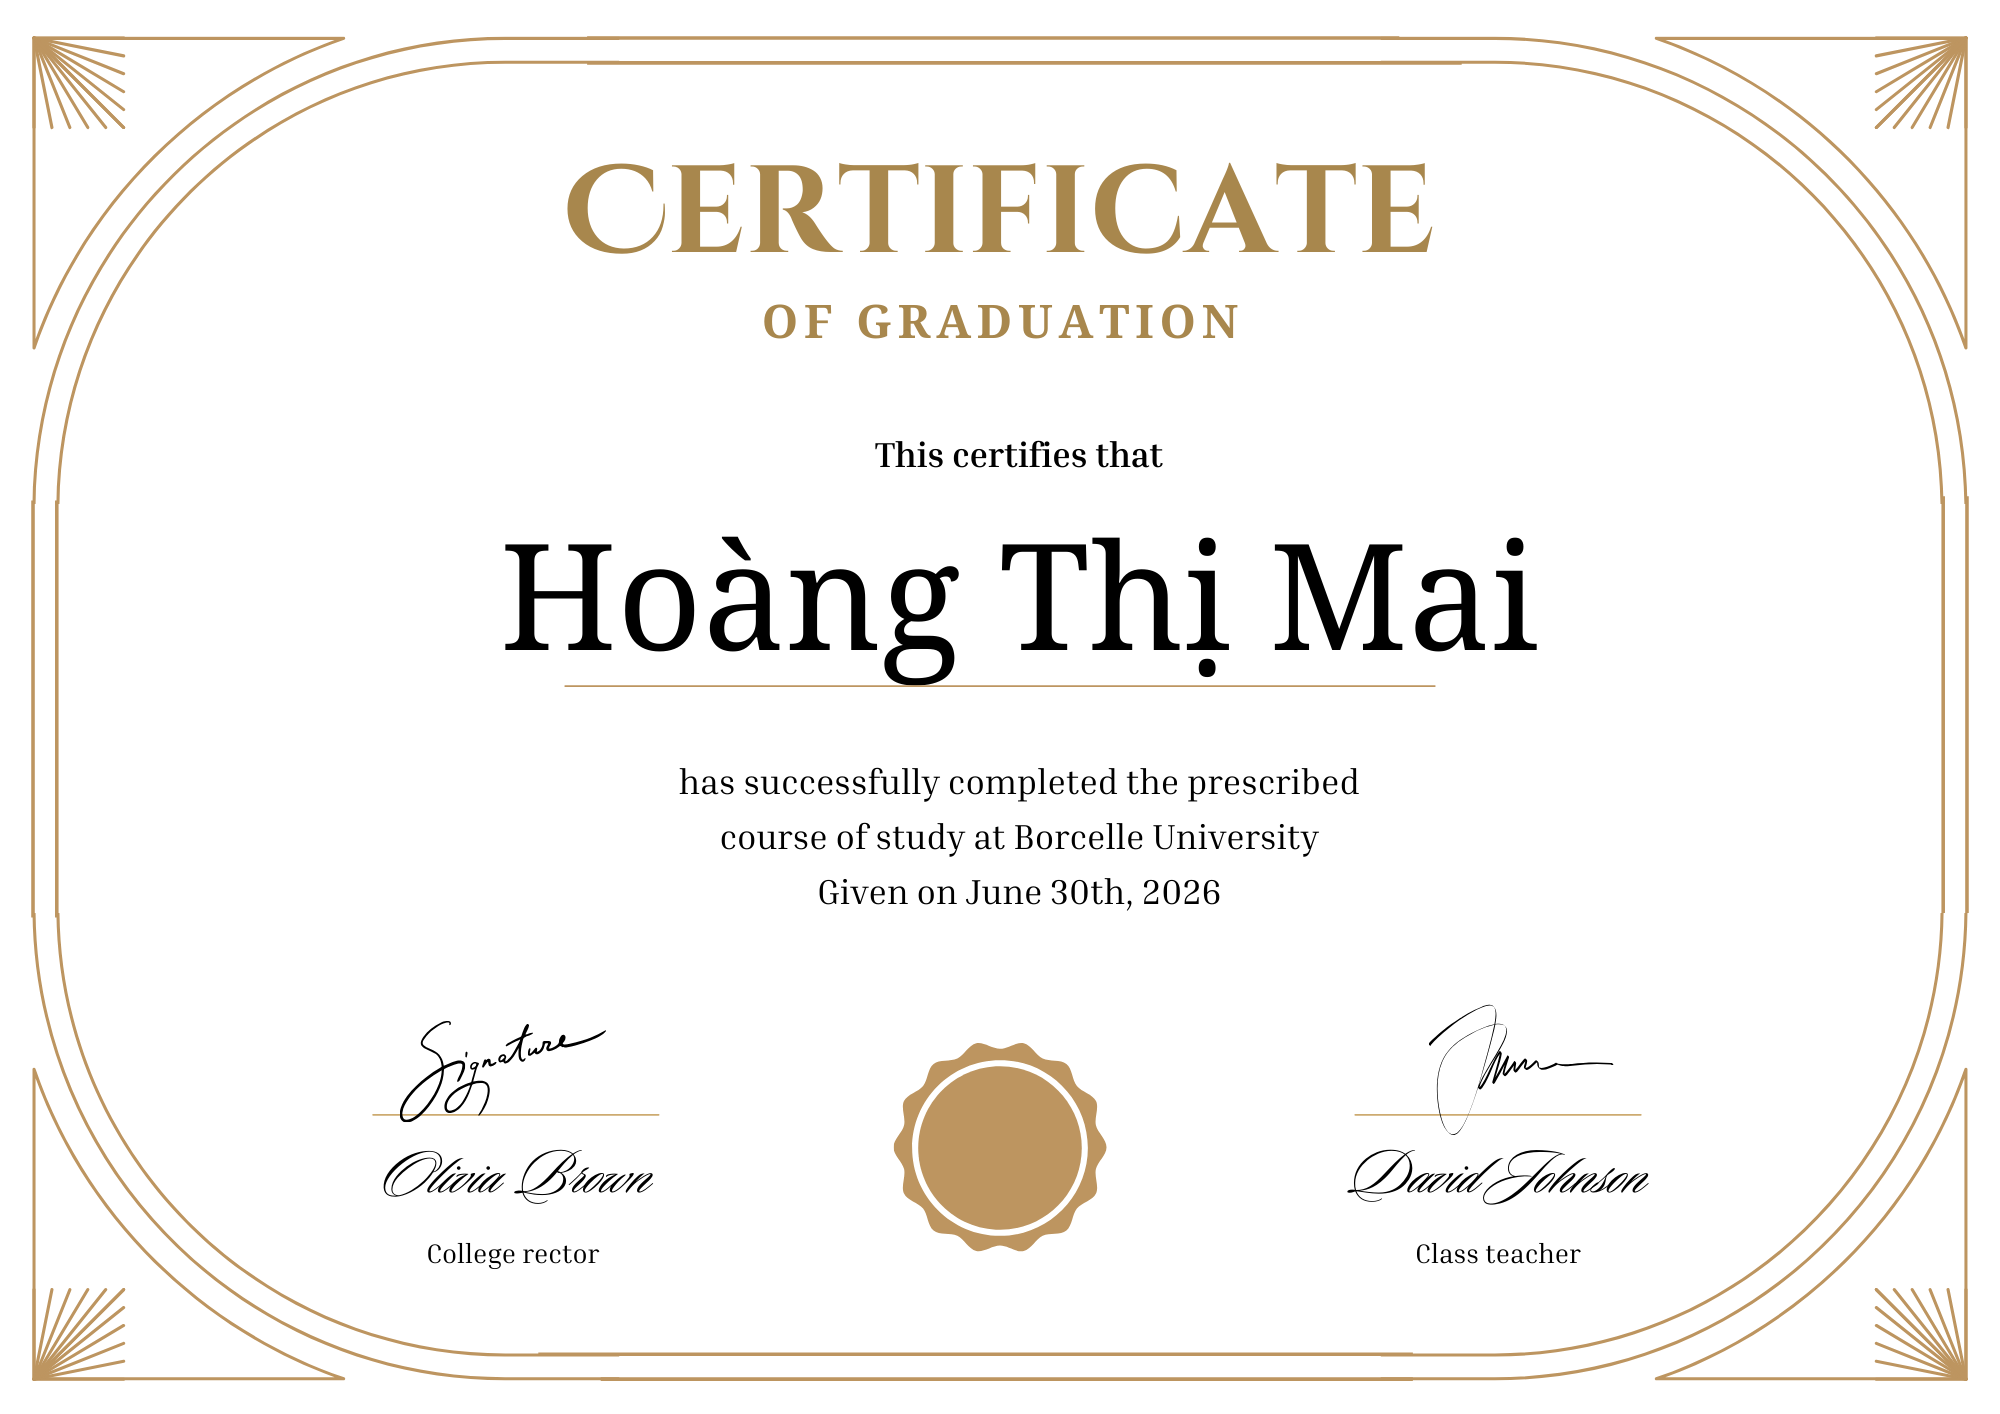 CERTIFICATE
OF GRADUATION
This certifies that
Hoàng Thị Mai
has successfully completed the prescribed
course of study at Borcelle University
Given on June 30th, 2026
Signature
Olivia Brown
David Johnson
College rector
Class teacher